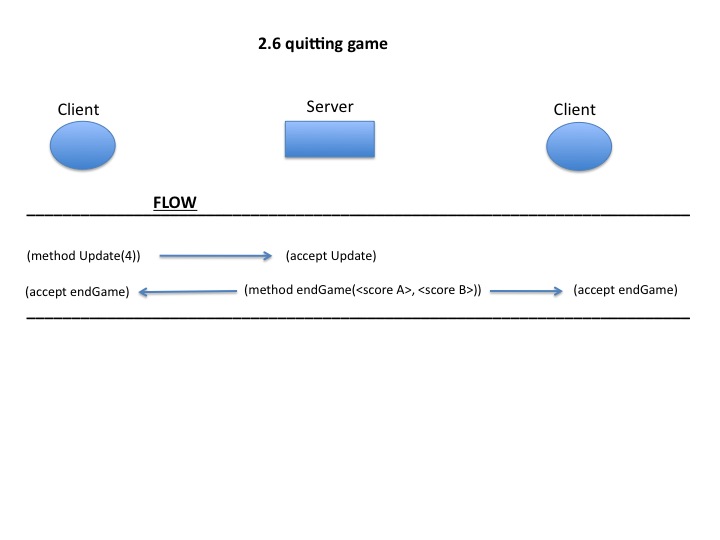 2.6 quitting game
Client
Server
Client
FLOW
(method Update(4))
(accept Update)
(accept endGame)
(method endGame(<score A>, <score B>))
(accept endGame)